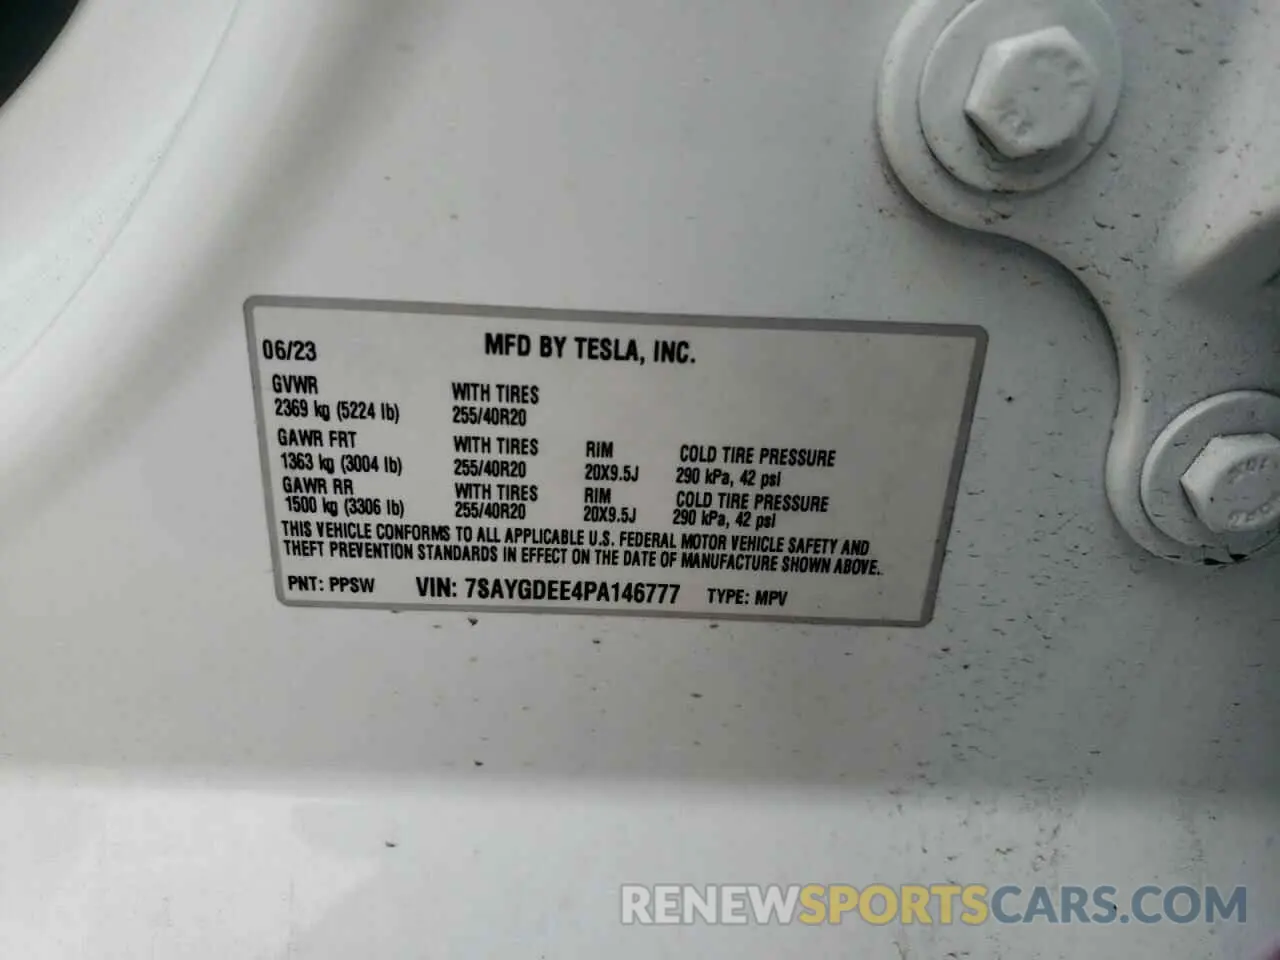 06/23 MFD BY TESLA, INC.
GVWR WITH TIRES
2369 kg (5224 lb) 255/40R20
GAWR FRT WITH TIRES RIM COLD TIRE PRESSURE
1363 kg (3004 lb) 255/40R20 20X9.5J 290 kPa, 42 psi
GAWR RR WITH TIRES RIM COLD TIRE PRESSURE
1500 kg (3306 lb) 255/40R20 20X9.5J 290 kPa, 42 psi
THIS VEHICLE CONFORMS TO ALL APPLICABLE U.S. FEDERAL MOTOR VEHICLE SAFETY AND
THEFT PREVENTION STANDARDS IN EFFECT ON THE DATE OF MANUFACTURE SHOWN ABOVE.
PNT: PPSW VIN: 7SAYGDEE4PA146777 TYPE: MPV
RENEWSPORTSCARS.COM